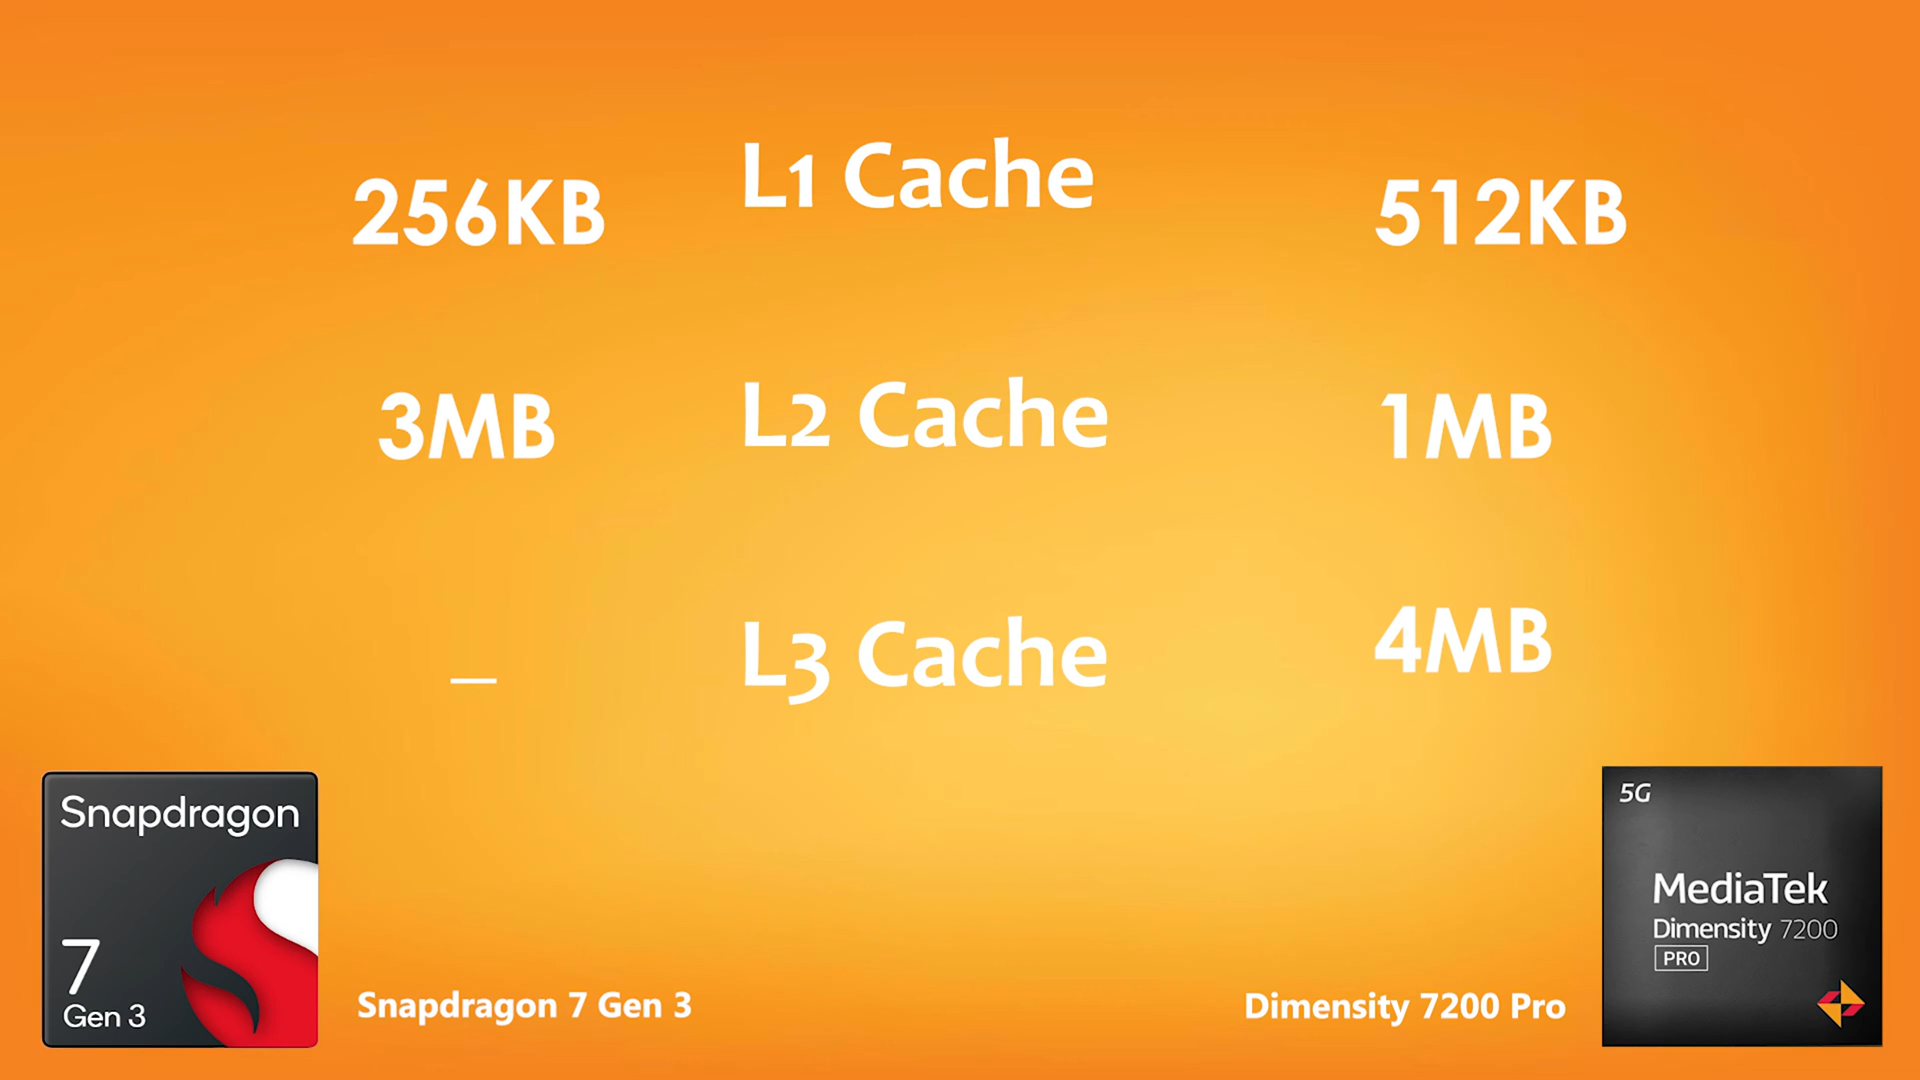 256KB L1 Cache 512KB
3MB L2 Cache 1MB
_ L3 Cache 4MB
Snapdragon
7
Gen 3
Snapdragon 7 Gen 3
Dimensity 7200 Pro
5G
MediaTek
Dimensity 7200
PRO